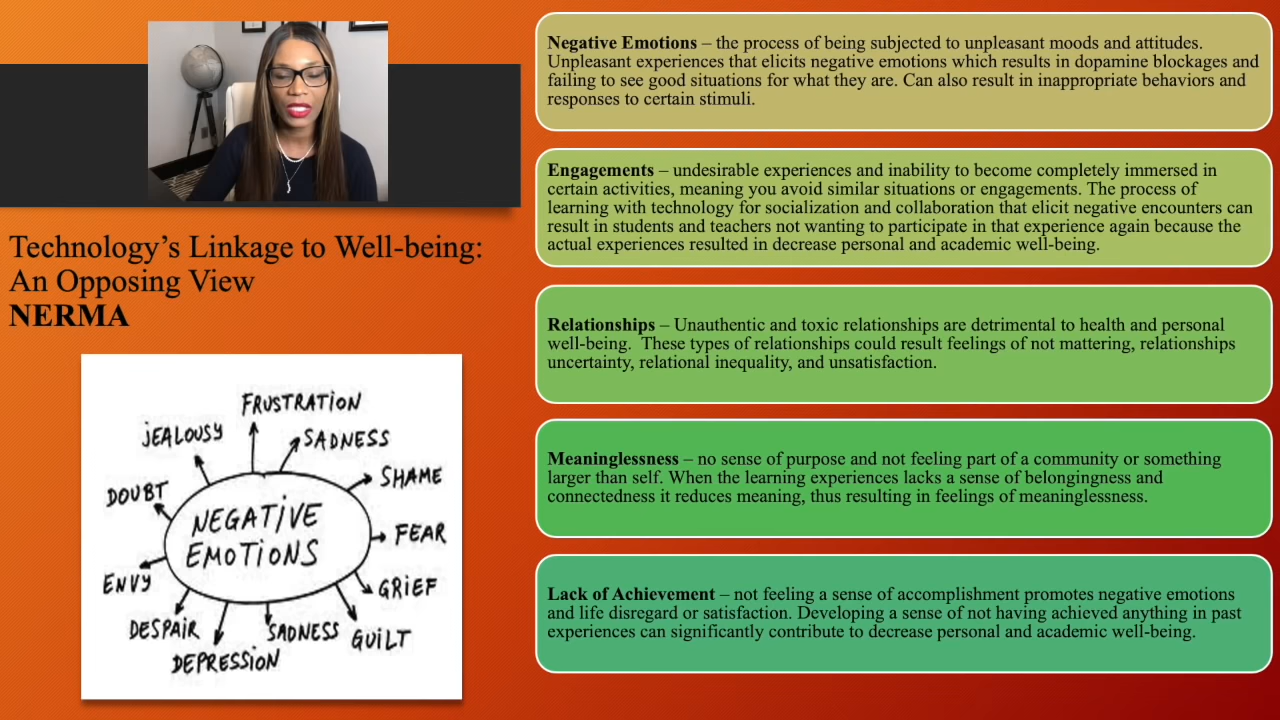 Technology’s Linkage to Well-being:
An Opposing View
NERMA
FRUSTRATION
JEALOUSY
SADNESS
SHAME
DOUBT
NEGATIVE
EMOTIONS
FEAR
ENVY
GRIEF
DESPAIR
SADNESS
GUILT
DEPRESSION
Negative Emotions – the process of being subjected to unpleasant moods and attitudes.
Unpleasant experiences that elicits negative emotions which results in dopamine blockages and
failing to see good situations for what they are. Can also result in inappropriate behaviors and
responses to certain stimuli.
Engagements – undesirable experiences and inability to become completely immersed in
certain activities, meaning you avoid similar situations or engagements. The process of
learning with technology for socialization and collaboration that elicit negative encounters can
result in students and teachers not wanting to participate in that experience again because the
actual experiences resulted in decrease personal and academic well-being.
Relationships – Unauthentic and toxic relationships are detrimental to health and personal
well-being.  These types of relationships could result feelings of not mattering, relationships
uncertainty, relational inequality, and unsatisfaction.
Meaninglessness – no sense of purpose and not feeling part of a community or something
larger than self. When the learning experiences lacks a sense of belongingness and
connectedness it reduces meaning, thus resulting in feelings of meaninglessness.
Lack of Achievement – not feeling a sense of accomplishment promotes negative emotions
and life disregard or satisfaction. Developing a sense of not having achieved anything in past
experiences can significantly contribute to decrease personal and academic well-being.